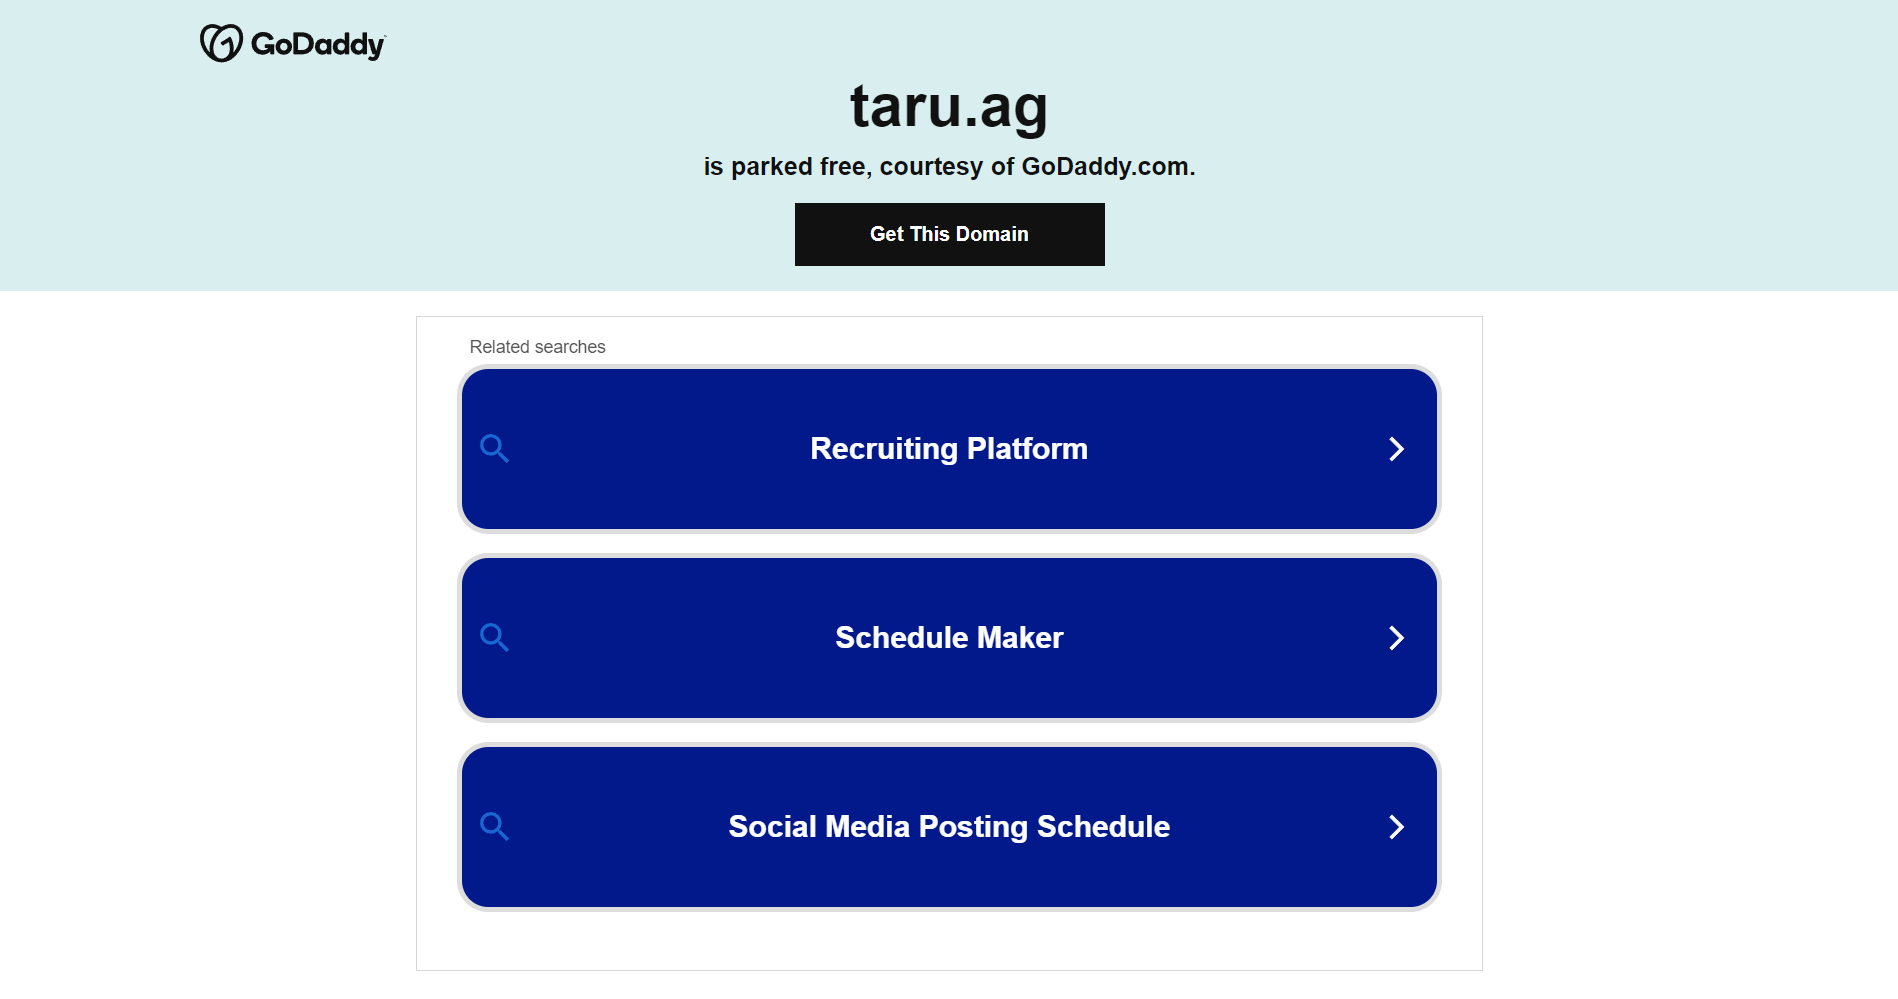 GoDaddy
taru.ag
is parked free, courtesy of GoDaddy.com.
Get This Domain
Related searches
Recruiting Platform
Schedule Maker
Social Media Posting Schedule